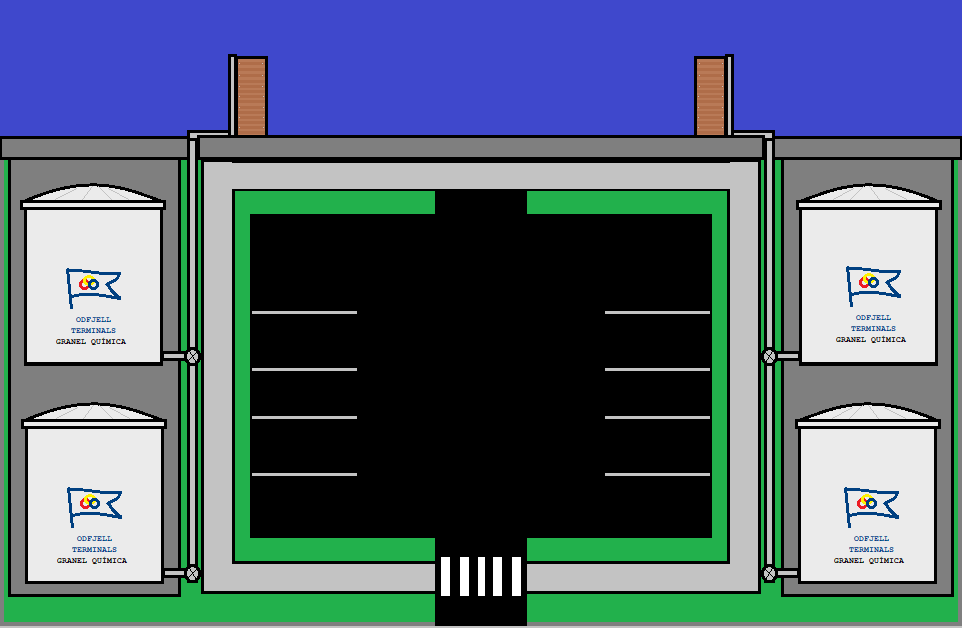 ODFJELL
TERMINALS
GRANEL QUÍMICA
ODFJELL
TERMINALS
GRANEL QUÍMICA
ODFJELL
TERMINALS
GRANEL QUÍMICA
ODFJELL
TERMINALS
GRANEL QUÍMICA